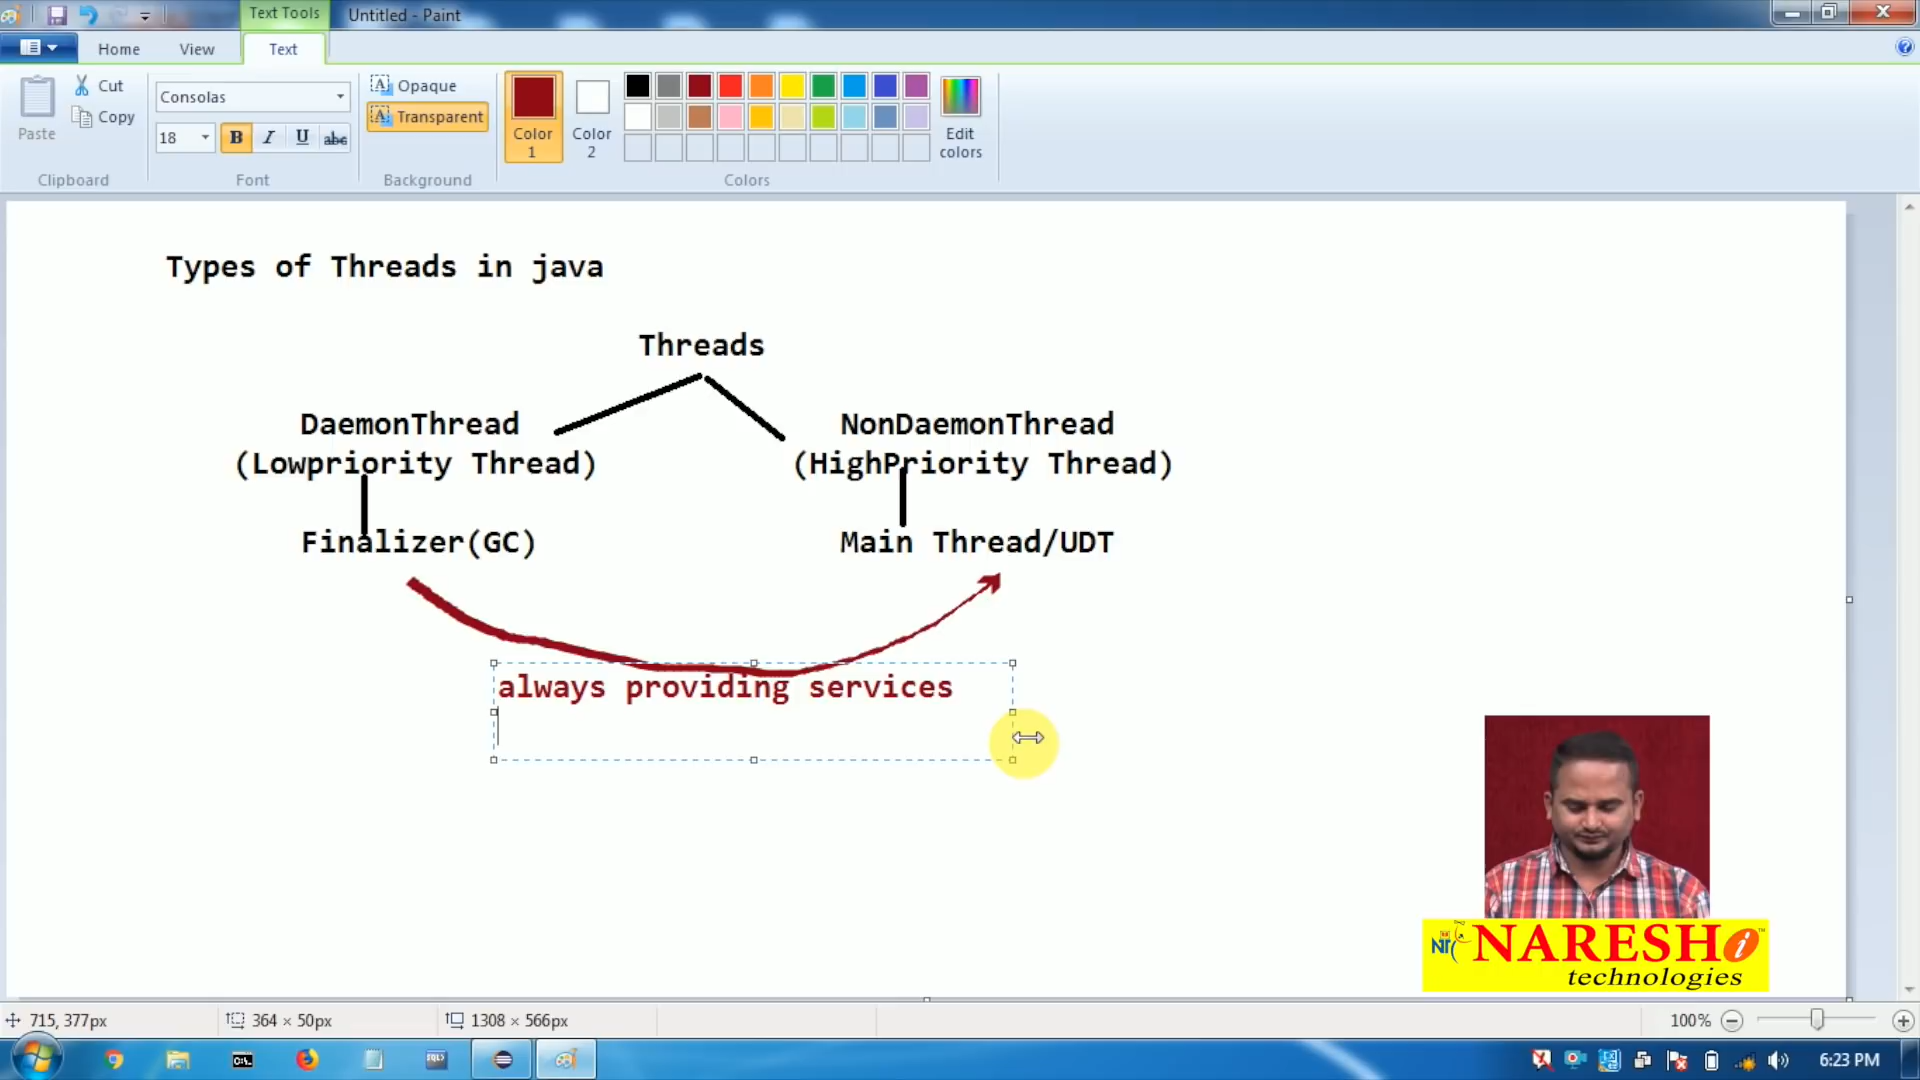 Text Tools
Untitled - Paint
Home
View
Text
Paste
Cut
Copy
Clipboard
Consolas
18
B
I
U
abc
Font
Opaque
Transparent
Background
Color
1
Color
2
Edit
colors
Colors
Types of Threads in java
Threads
DaemonThread
NonDaemonThread
(Lowpriority Thread)
(HighPriority Thread)
Finalizer(GC)
Main Thread/UDT
always providing services
NARESH i
technologies
715, 377px
364 × 50px
1308 × 566px
100%
6:23 PM